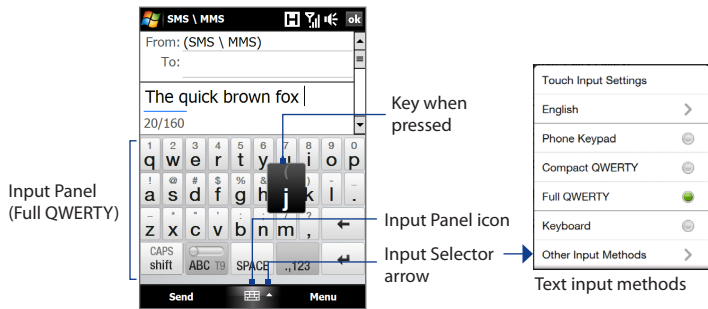 SMS \ MMS H ok
From: (SMS \ MMS)
To:
The quick brown fox
20/160
1 2 3 4 5 6 7 8 9 0
q w e r t y u i o p
! @ # $ % & ( ) - _
a s d f g h j k l .
- * " ' : ; / ?
z x c v b n m ,
CAPS
shift ABC T9 SPACE .,123
Send Menu
Input Panel
(Full QWERTY)
Key when
pressed
Input Panel icon
Input Selector
arrow
Touch Input Settings
English
Phone Keypad
Compact QWERTY
Full QWERTY
Keyboard
Other Input Methods
Text input methods